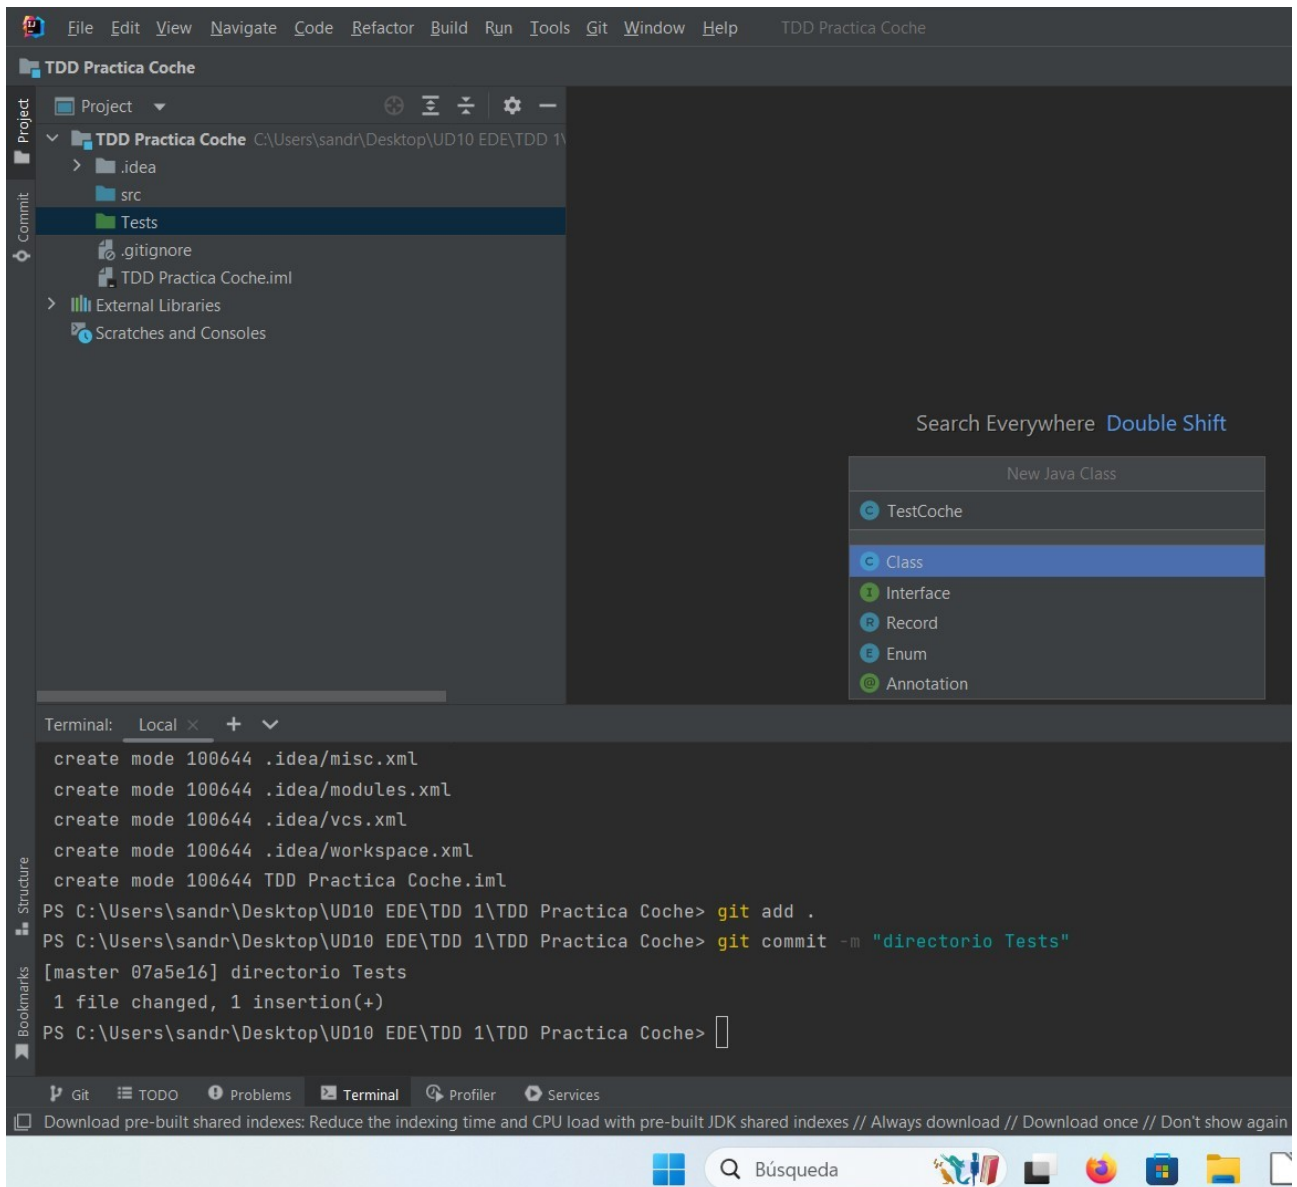 File Edit View Navigate Code Refactor Build Run Tools Git Window Help TDD Practica Coche
TDD Practica Coche
Project
Project
Commit
TDD Practica Coche C:\Users\sandr\Desktop\UD10 EDE\TDD 1\
.idea
src
Tests
.gitignore
TDD Practica Coche.iml
External Libraries
Scratches and Consoles
Search Everywhere Double Shift
New Java Class
TestCoche
Class
Interface
Record
Enum
Annotation
Terminal: Local × +
create mode 100644 .idea/misc.xml
create mode 100644 .idea/modules.xml
create mode 100644 .idea/vcs.xml
create mode 100644 .idea/workspace.xml
create mode 100644 TDD Practica Coche.iml
PS C:\Users\sandr\Desktop\UD10 EDE\TDD 1\TDD Practica Coche> git add .
PS C:\Users\sandr\Desktop\UD10 EDE\TDD 1\TDD Practica Coche> git commit -m "directorio Tests"
[master 07a5e16] directorio Tests
1 file changed, 1 insertion(+)
PS C:\Users\sandr\Desktop\UD10 EDE\TDD 1\TDD Practica Coche>
Structure
Bookmarks
Git TODO Problems Terminal Profiler Services
Download pre-built shared indexes: Reduce the indexing time and CPU load with pre-built JDK shared indexes // Always download // Download once // Don't show again
Búsqueda